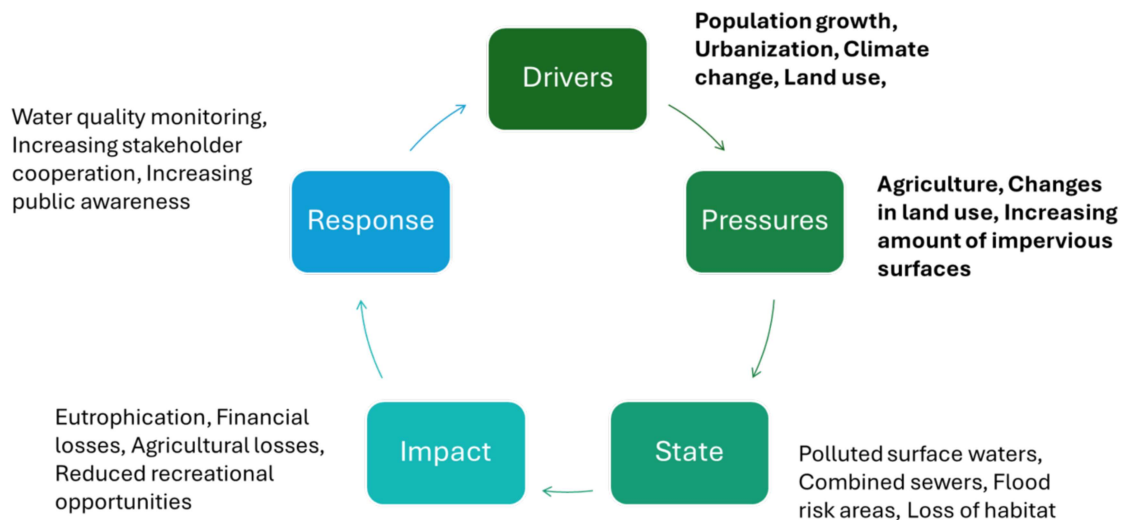 Drivers
Population growth,
Urbanization, Climate
change, Land use,
Pressures
Agriculture, Changes
in land use, Increasing
amount of impervious
surfaces
State
Polluted surface waters,
Combined sewers, Flood
risk areas, Loss of habitat
Impact
Eutrophication, Financial
losses, Agricultural losses,
Reduced recreational
opportunities
Response
Water quality monitoring,
Increasing stakeholder
cooperation, Increasing
public awareness